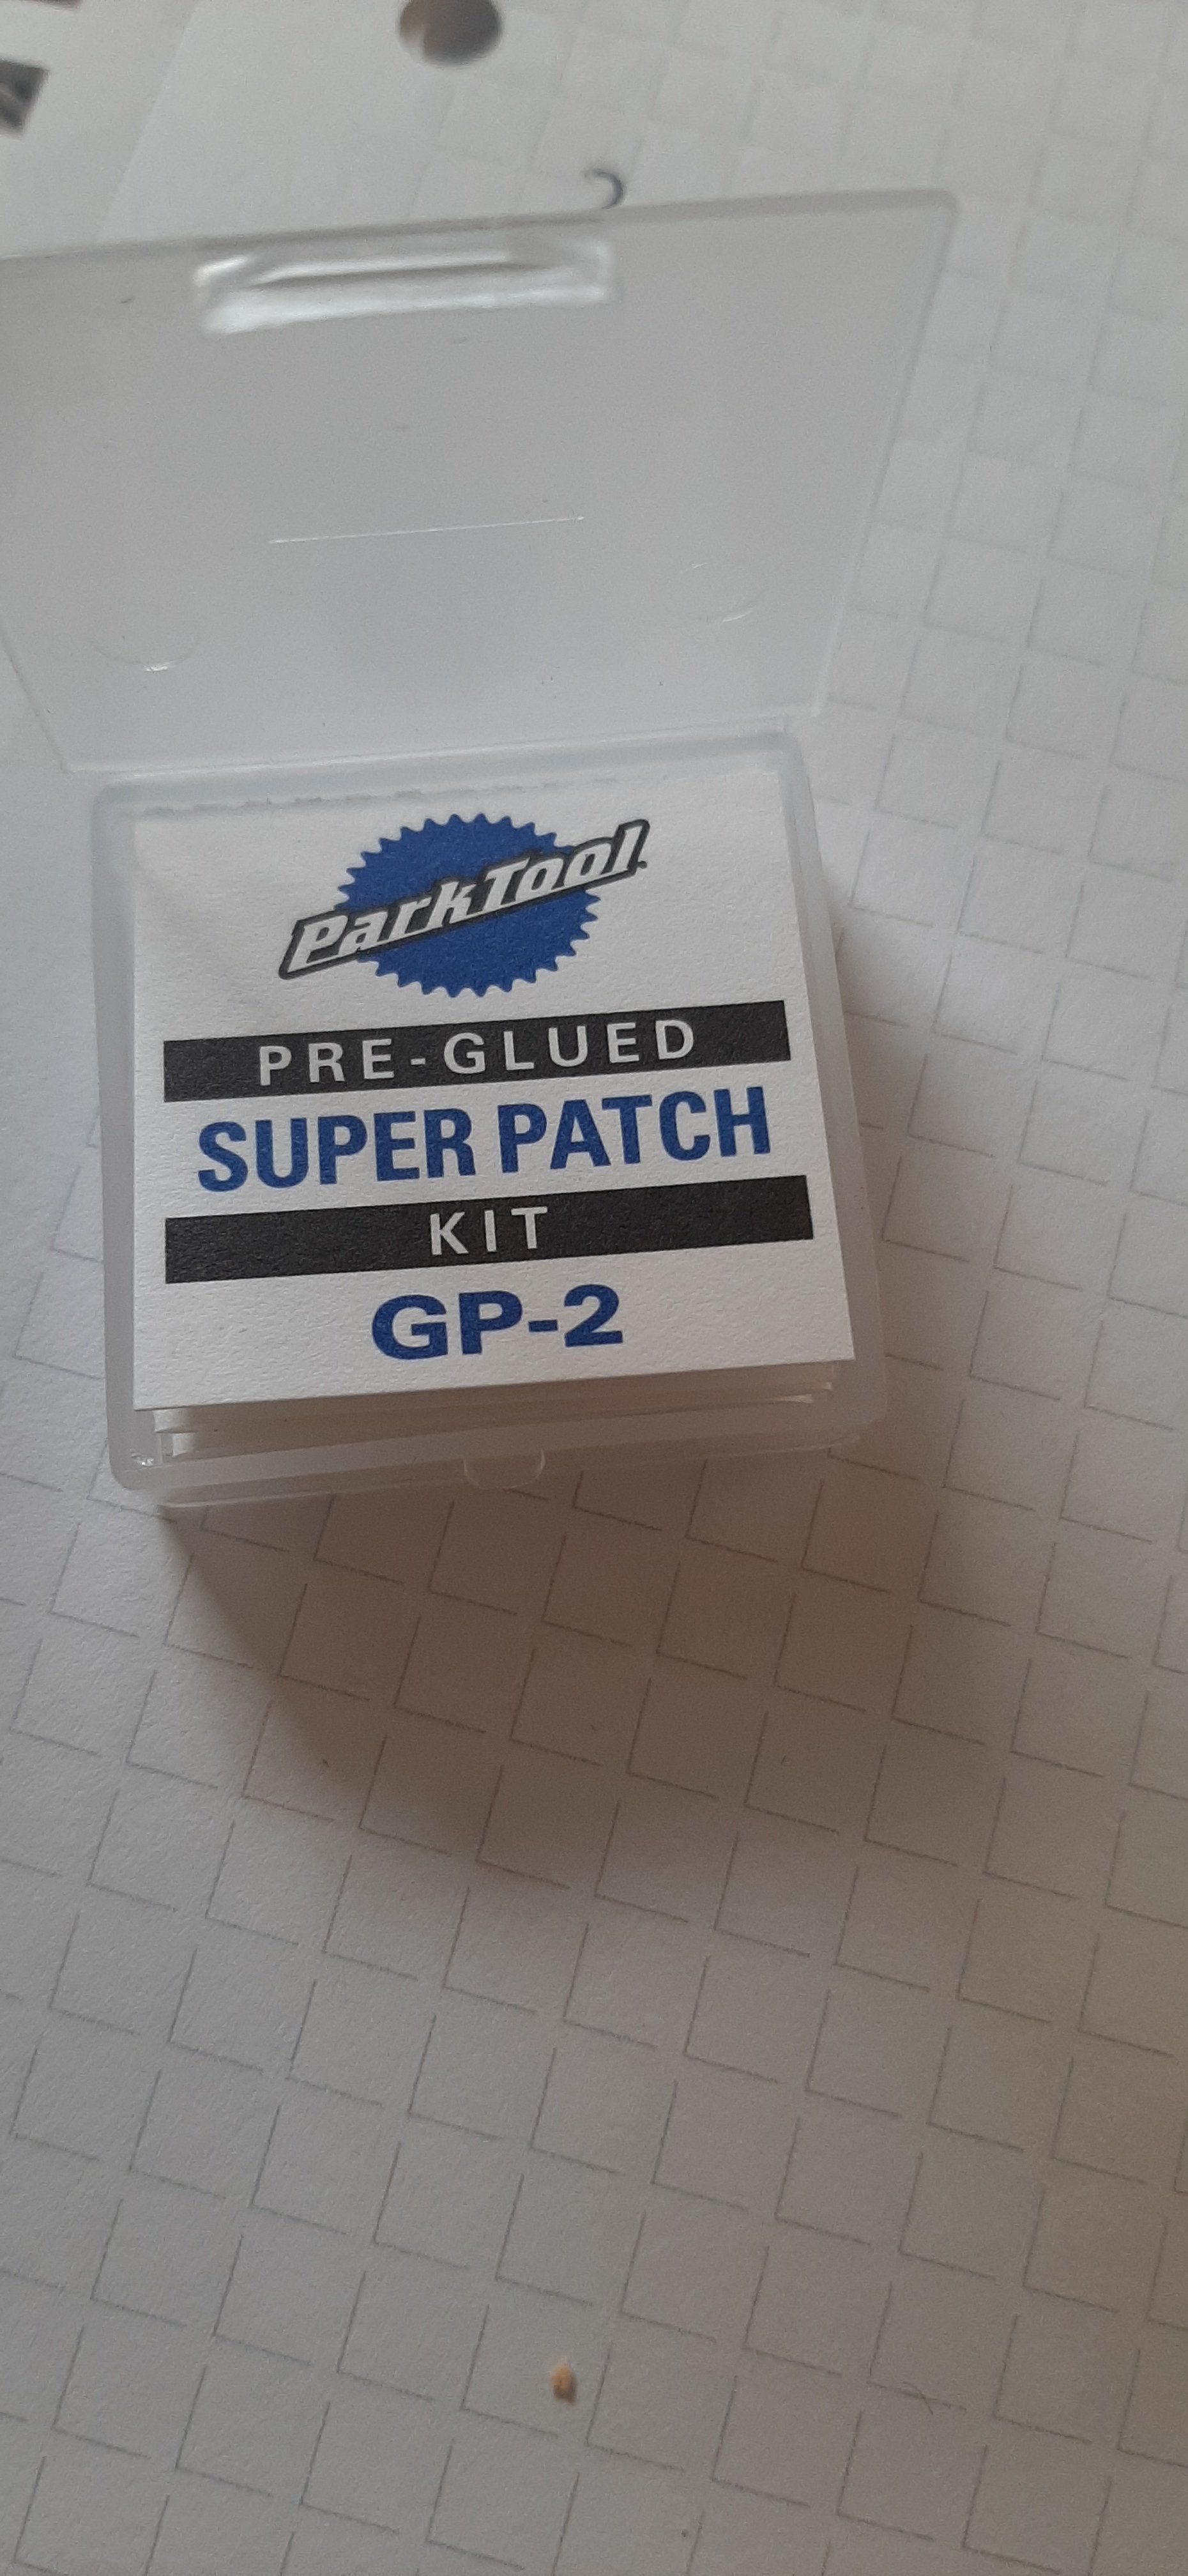 ParkTool
PRE-GLUED
SUPER PATCH
KIT
GP-2